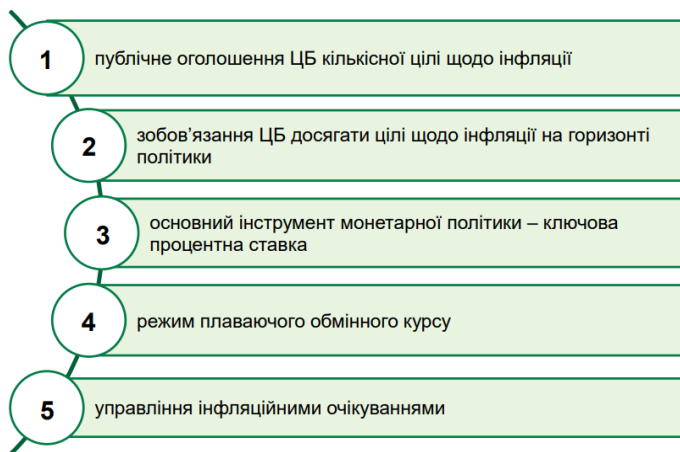 1
публічне оголошення ЦБ кількісної цілі щодо інфляції
2
зобов’язання ЦБ досягати цілі щодо інфляції на горизонті
політики
3
основний інструмент монетарної політики – ключова
процентна ставка
4
режим плаваючого обмінного курсу
5
управління інфляційними очікуваннями